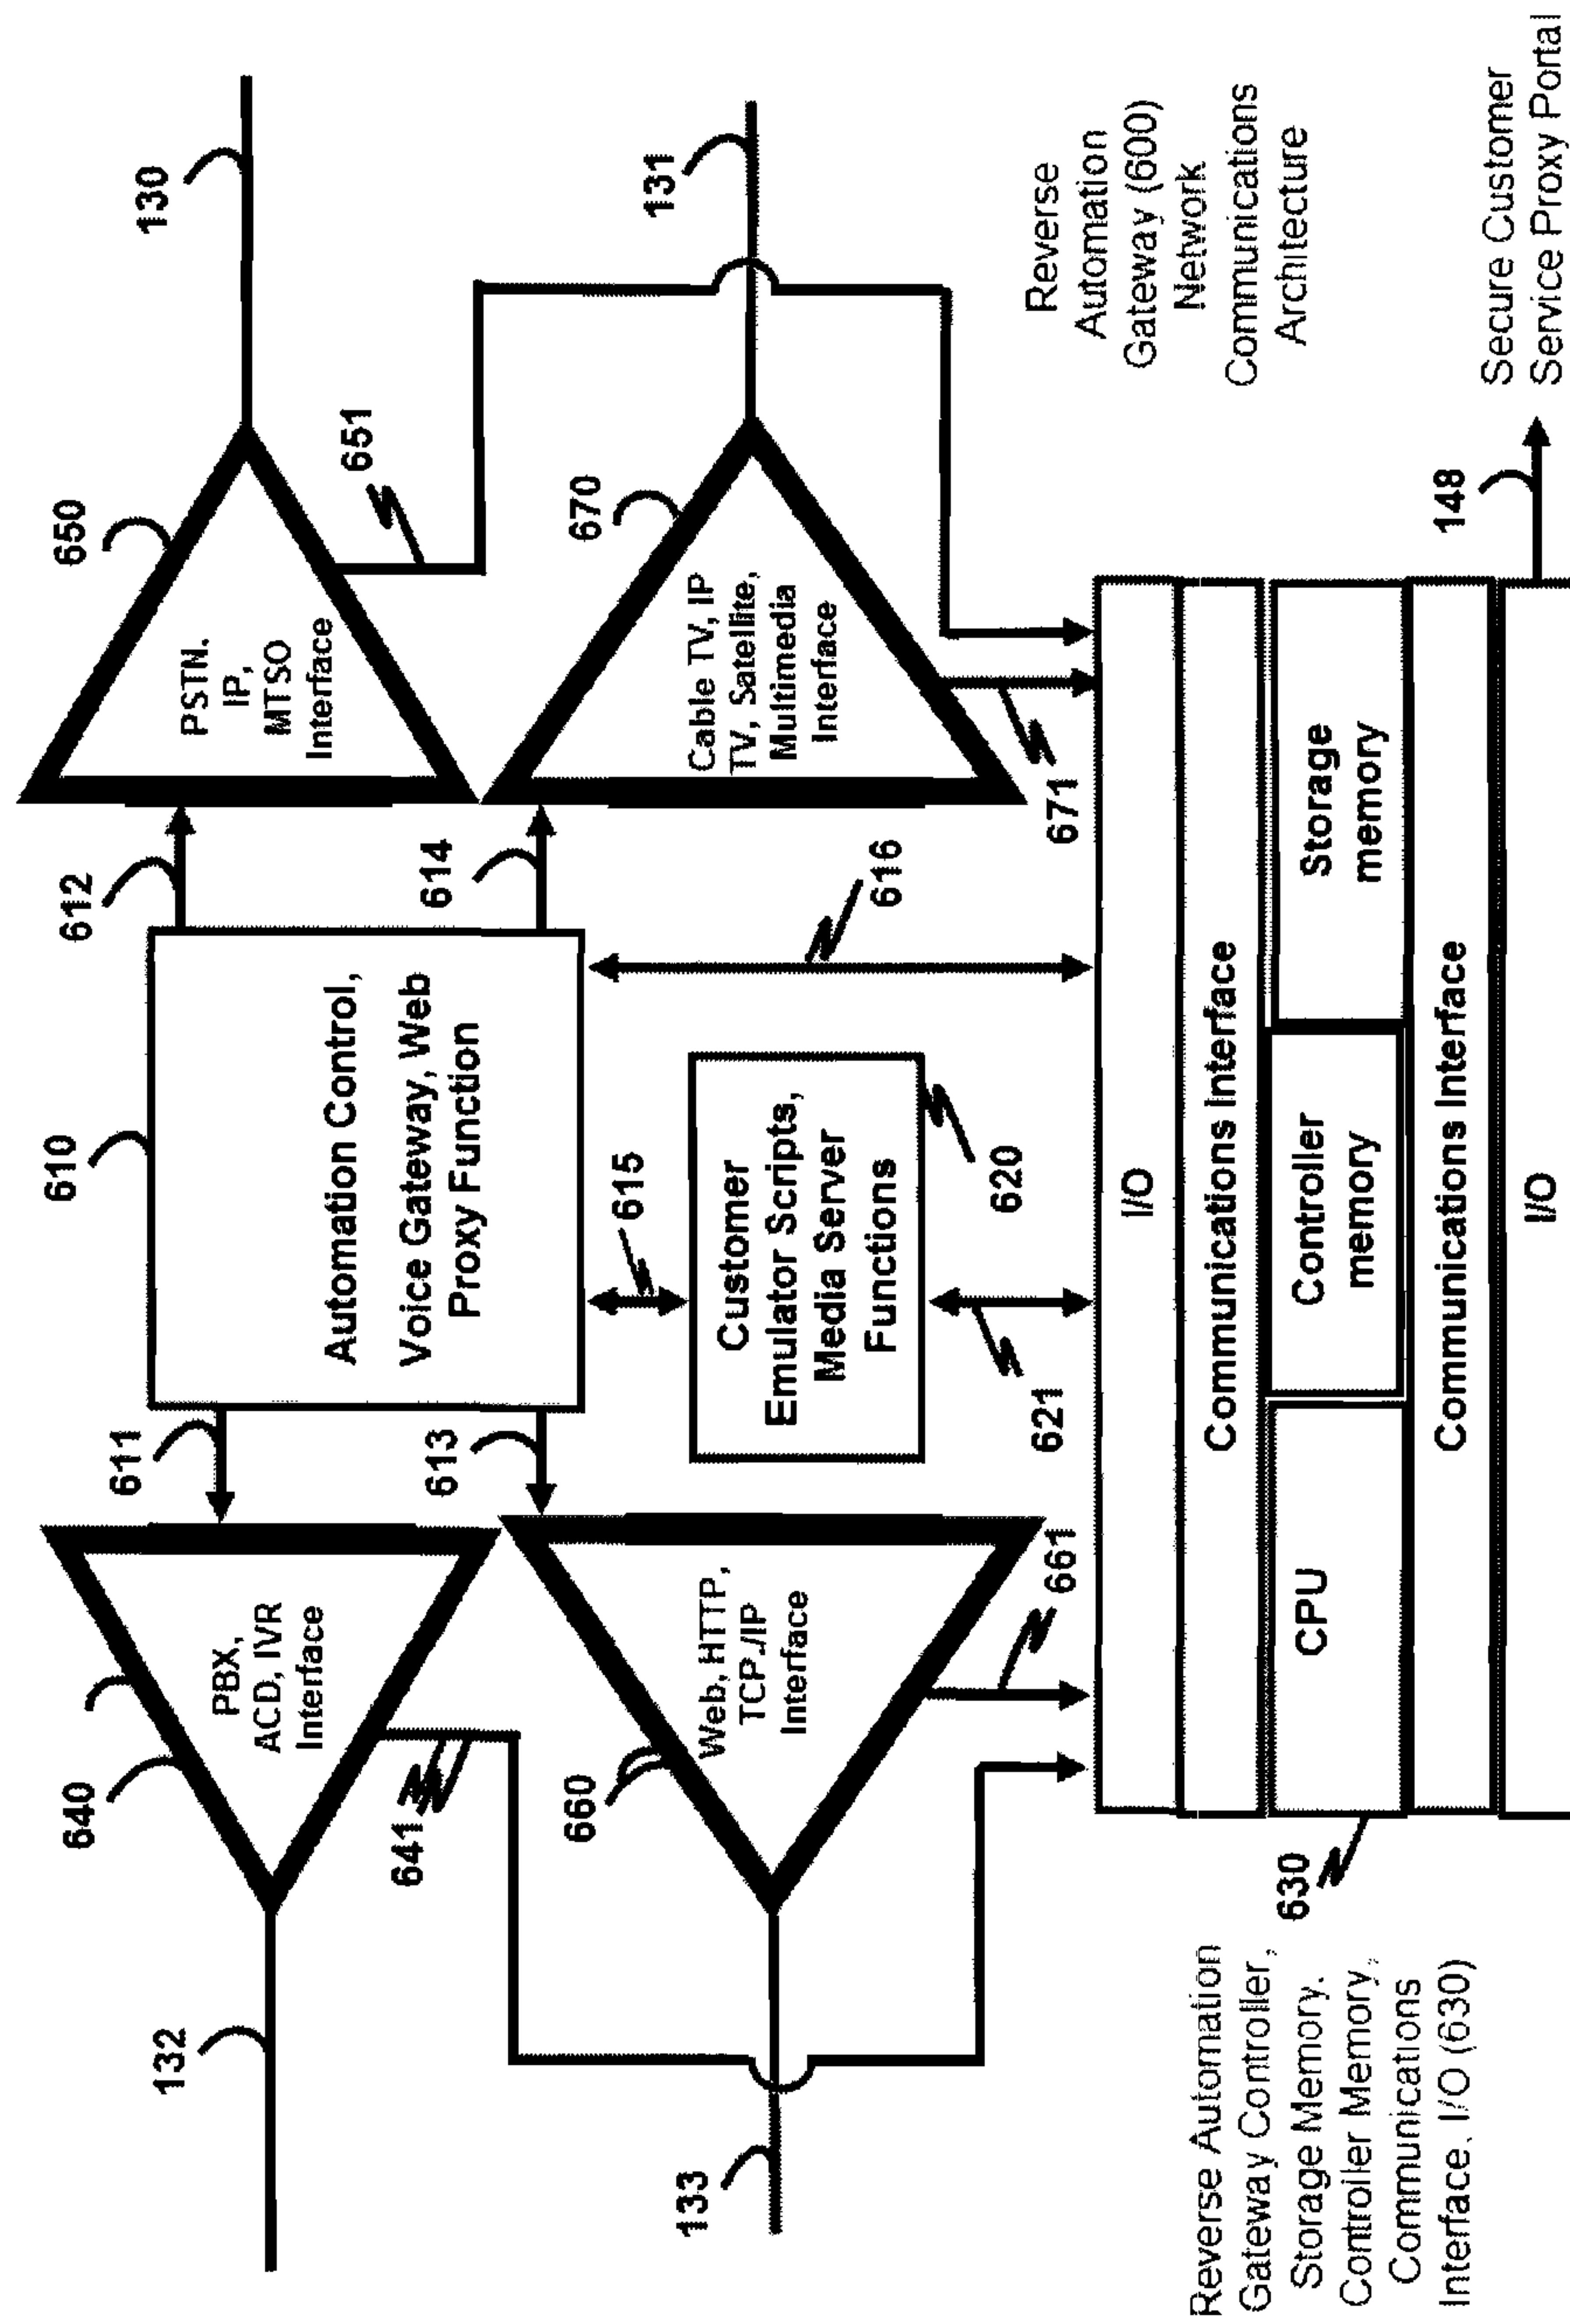 132
640
611
610
612
650
130
PBX,
ACD, IVR
Interface
Automation Control,
Voice Gateway, Web
Proxy Function
PSTN.
IP,
MTSO
Interface
641
613
614
651
133
660
615
670
131
Web, HTTP,
TCP./IP
Interface
Customer
Emulator Scripts,
Media Server
Functions
Cable TV, IP
TV, Satellite,
Multimedia
Interface
616
620
661
621
671
Reverse
Automation
Gateway (600)
Network
Communications
Architecture
I/O
Communications Interface
CPU
Controller
memory
Storage
memory
Communications Interface
I/O
630
Reverse Automation
Gateway Controller,
Storage Memory.
Controller Memory,
Communications
Interface. I/O (630)
148
Secure Customer
Service Proxy Portal